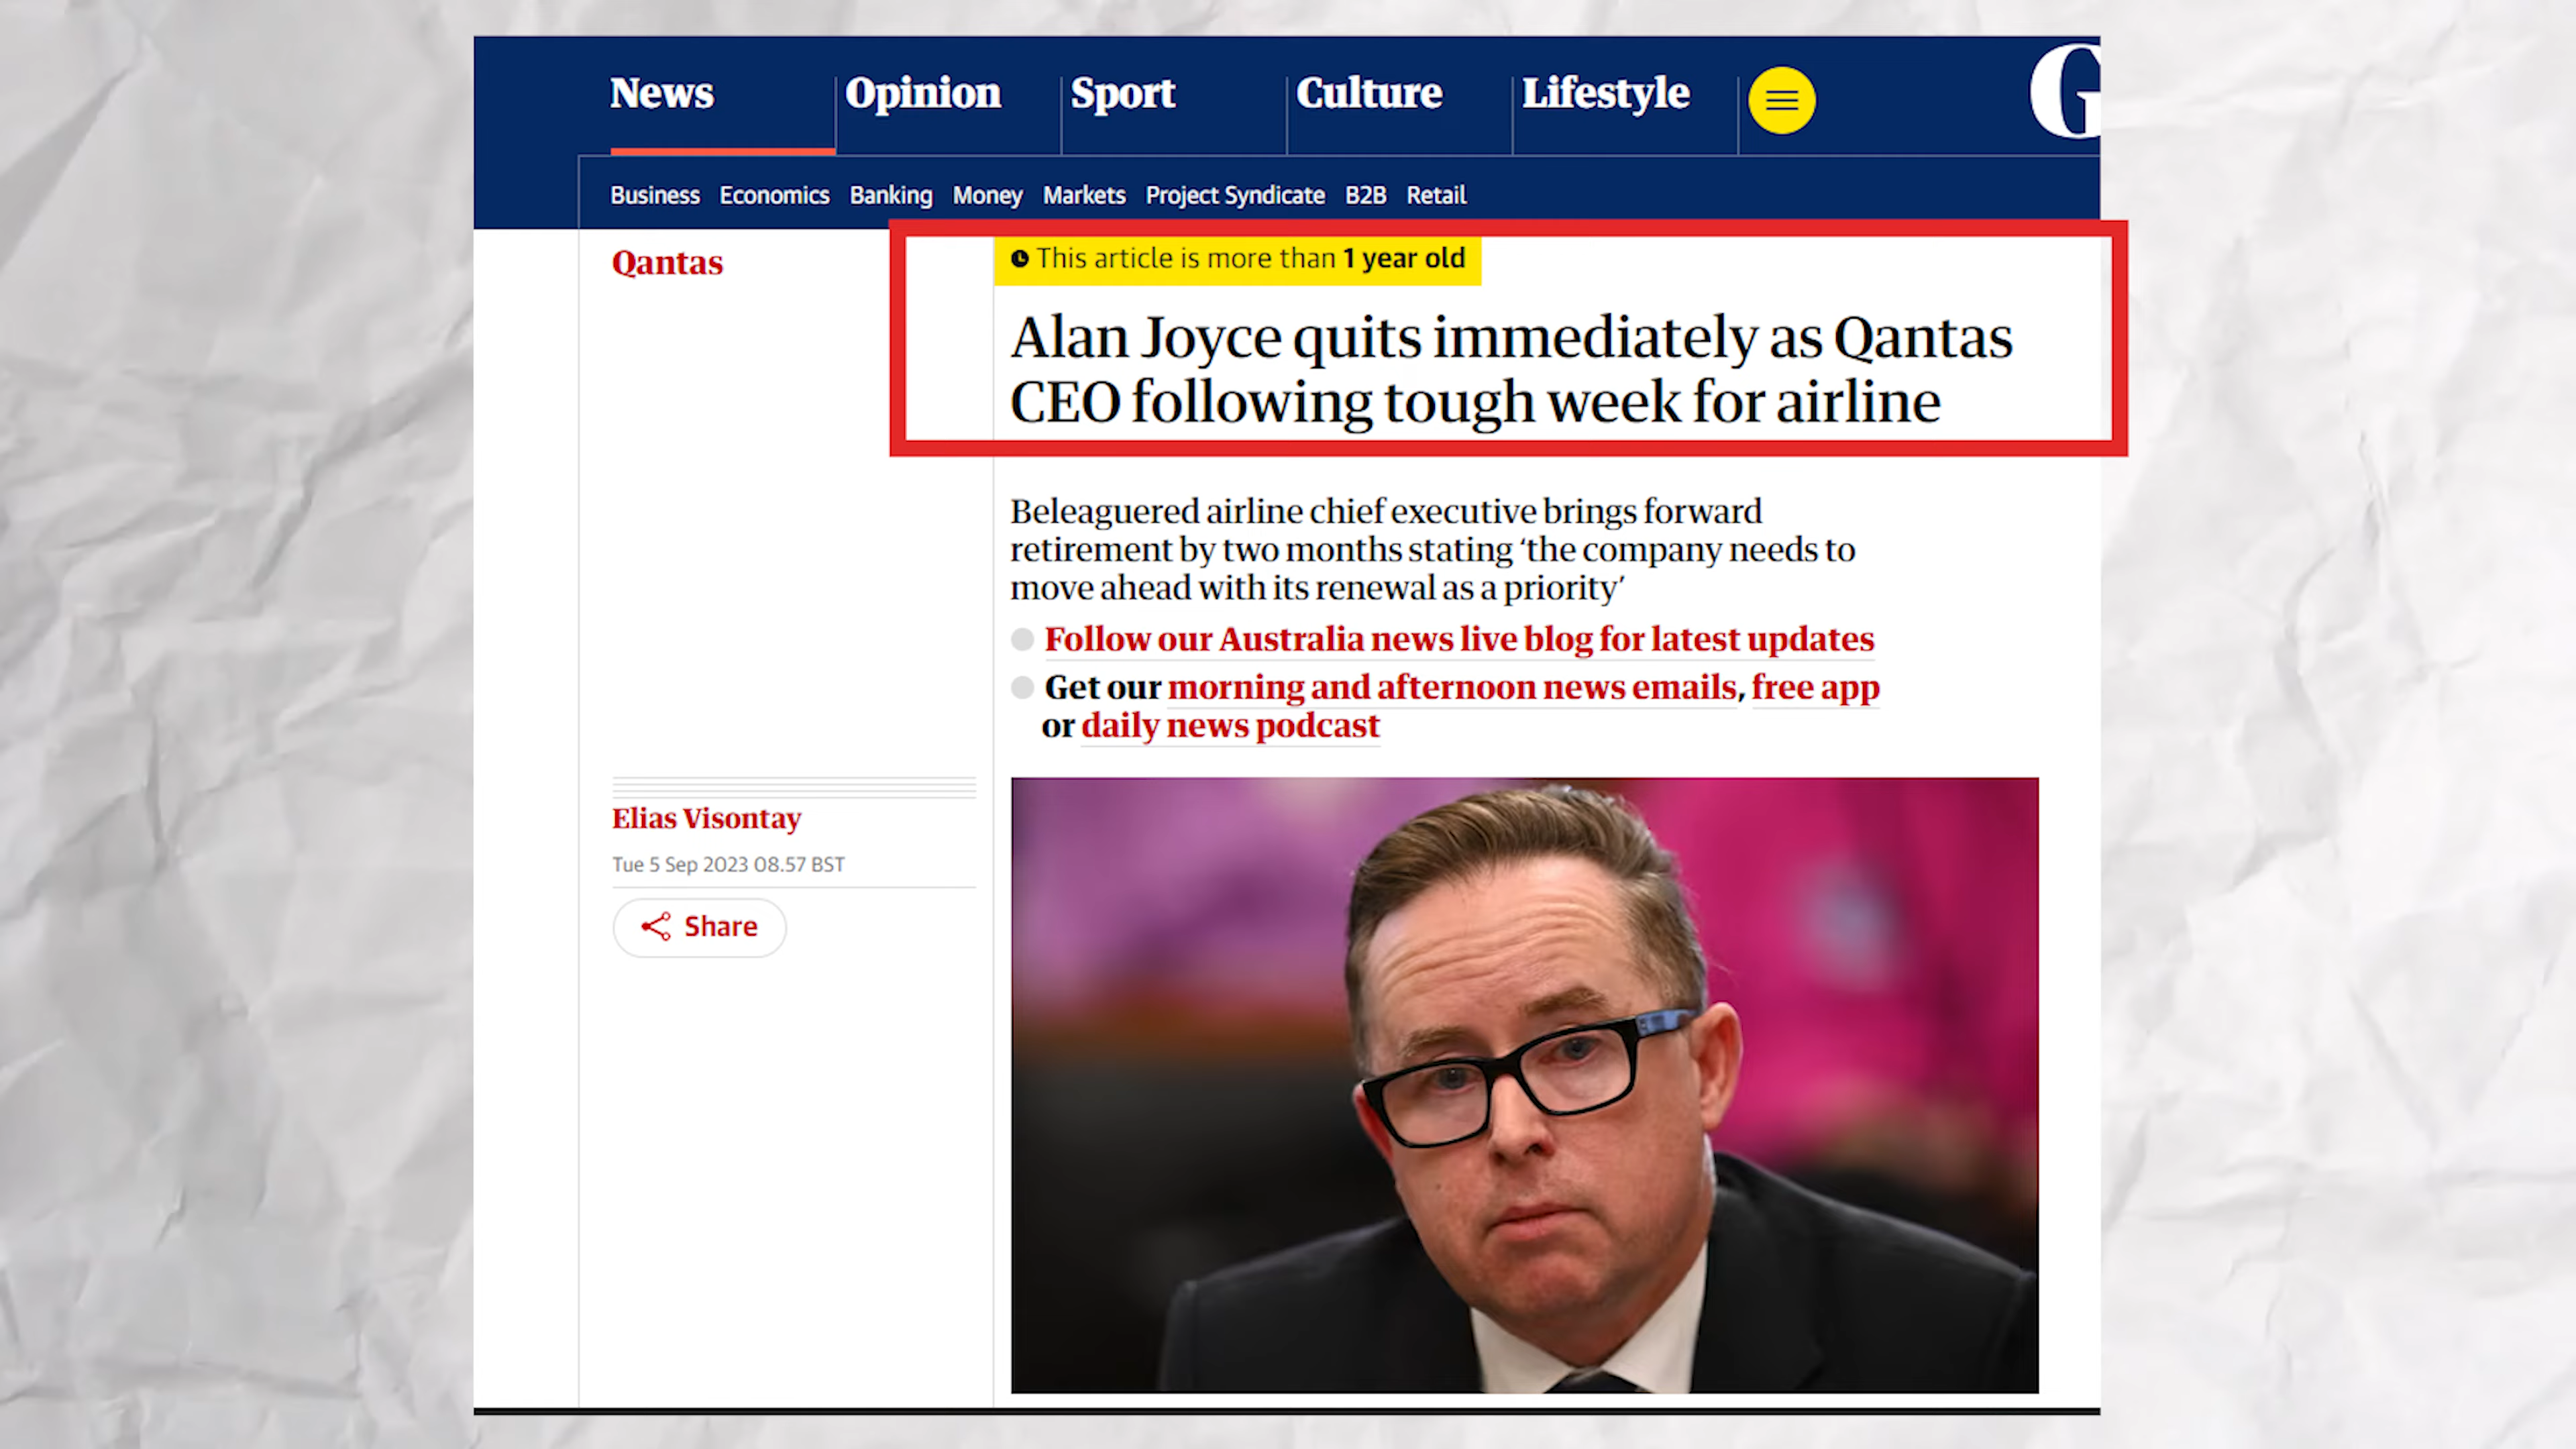 News
Opinion
Sport
Culture
Lifestyle
G
Business Economics Banking Money Markets Project Syndicate B2B Retail
Qantas
This article is more than 1 year old
Alan Joyce quits immediately as Qantas
CEO following tough week for airline
Beleaguered airline chief executive brings forward
retirement by two months stating ‘the company needs to
move ahead with its renewal as a priority’
Follow our Australia news live blog for latest updates
Get our morning and afternoon news emails, free app
or daily news podcast
Elias Visontay
Tue 5 Sep 2023 08.57 BST
Share